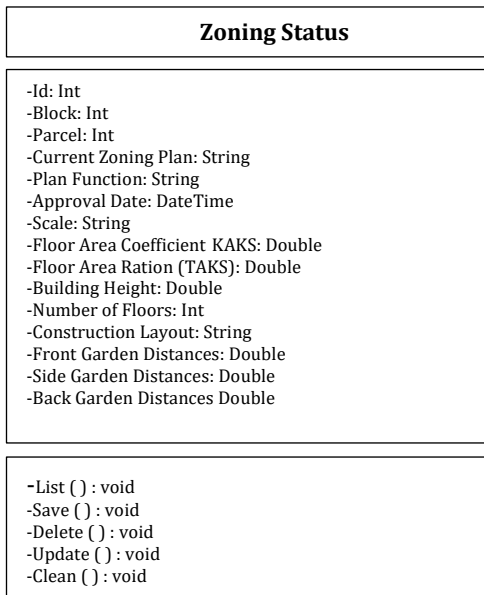 Zoning Status
-Id: Int
-Block: Int
-Parcel: Int
-Current Zoning Plan: String
-Plan Function: String
-Approval Date: DateTime
-Scale: String
-Floor Area Coefficient KAKS: Double
-Floor Area Ration (TAKS): Double
-Building Height: Double
-Number of Floors: Int
-Construction Layout: String
-Front Garden Distances: Double
-Side Garden Distances: Double
-Back Garden Distances Double
-List ( ) : void
-Save ( ) : void
-Delete ( ) : void
-Update ( ) : void
-Clean ( ) : void